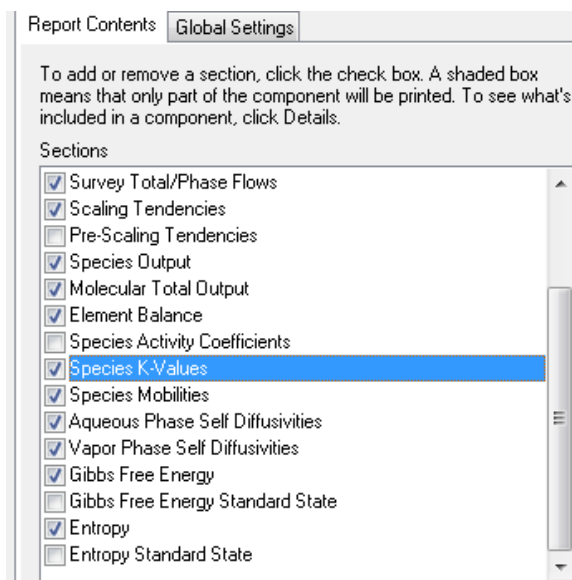 Report Contents Global Settings
To add or remove a section, click the check box. A shaded box
means that only part of the component will be printed. To see what's
included in a component, click Details.
Sections
Survey Total/Phase Flows
Scaling Tendencies
Pre-Scaling Tendencies
Species Output
Molecular Total Output
Element Balance
Species Activity Coefficients
Species K-Values
Species Mobilities
Aqueous Phase Self Diffusivities
Vapor Phase Self Diffusivities
Gibbs Free Energy
Gibbs Free Energy Standard State
Entropy
Entropy Standard State